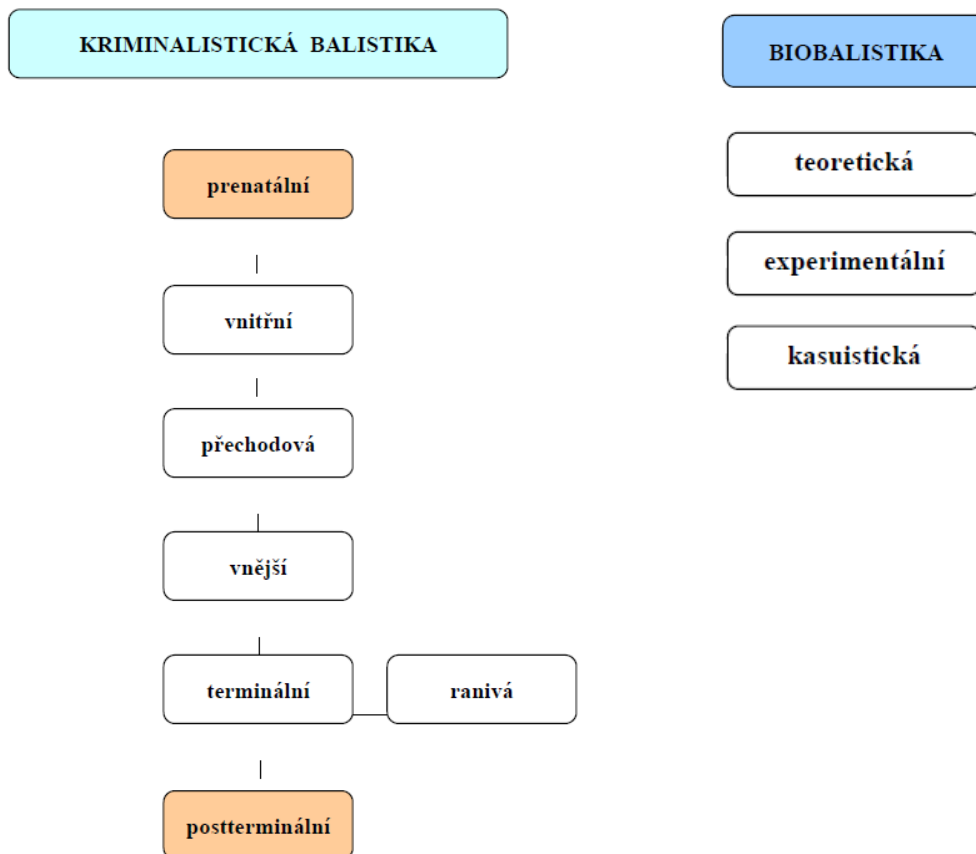 KRIMINALISTICKÁ BALISTIKA
prenatální
vnitřní
přechodová
vnější
terminální
ranivá
postterminální
BIOBALISTIKA
teoretická
experimentální
kasuistická